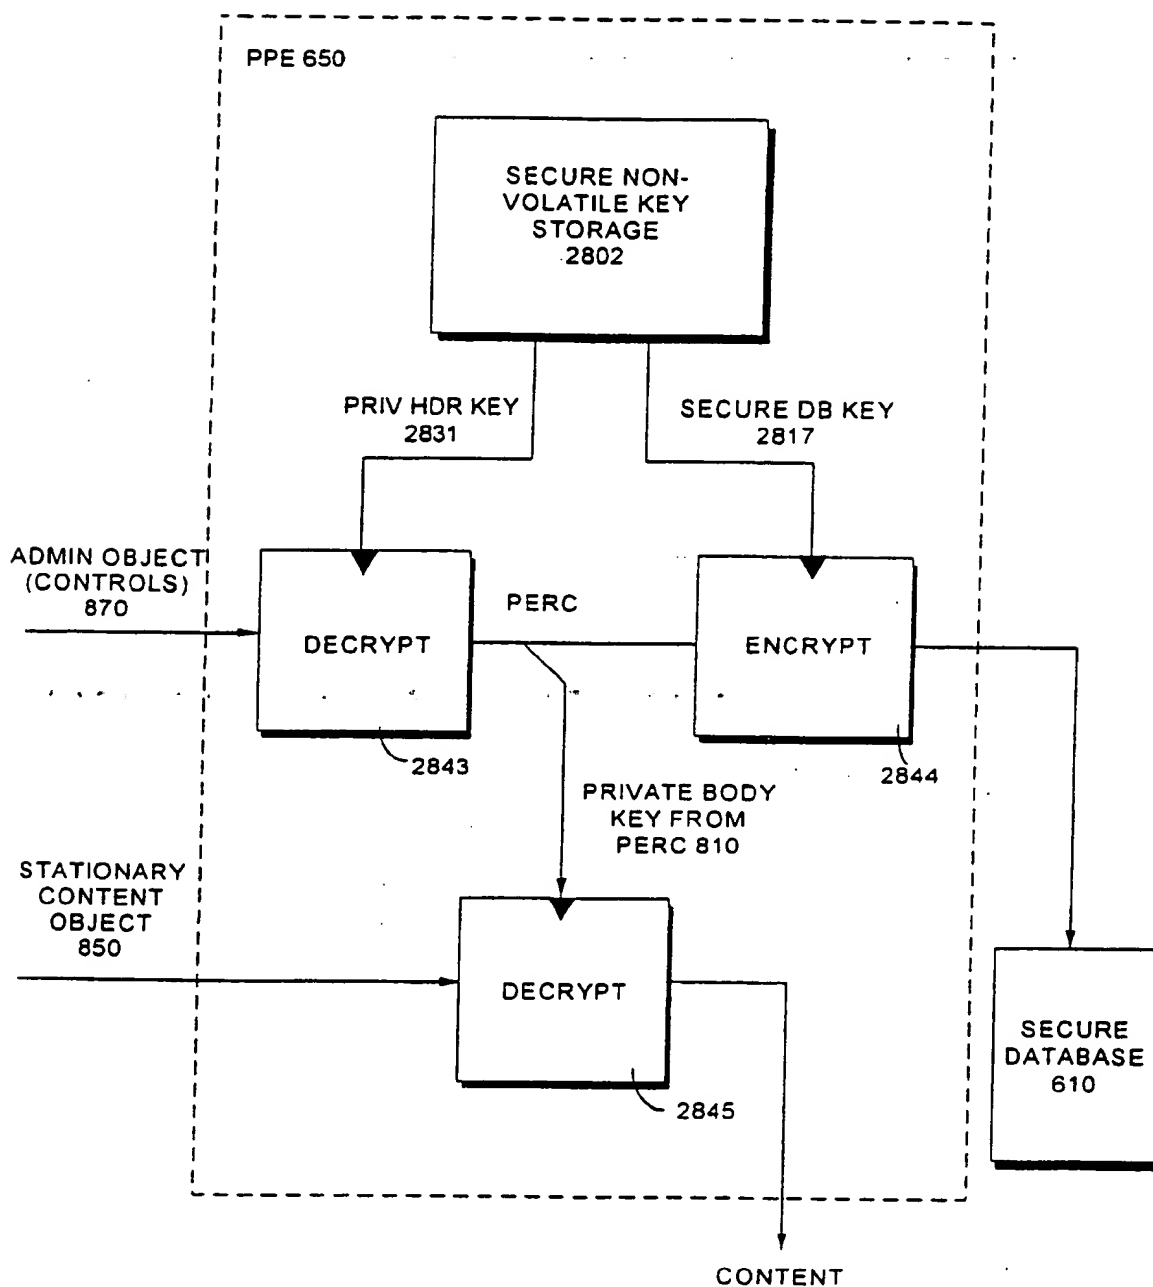 PPE 650
SECURE NON-
VOLATILE KEY
STORAGE
2802
PRIV HDR KEY
2831
SECURE DB KEY
2817
ADMIN OBJECT
(CONTROLS)
870
DECRYPT
PERC
ENCRYPT
2843
2844
PRIVATE BODY
KEY FROM
PERC 810
STATIONARY
CONTENT
OBJECT
850
DECRYPT
2845
SECURE
DATABASE
610
CONTENT